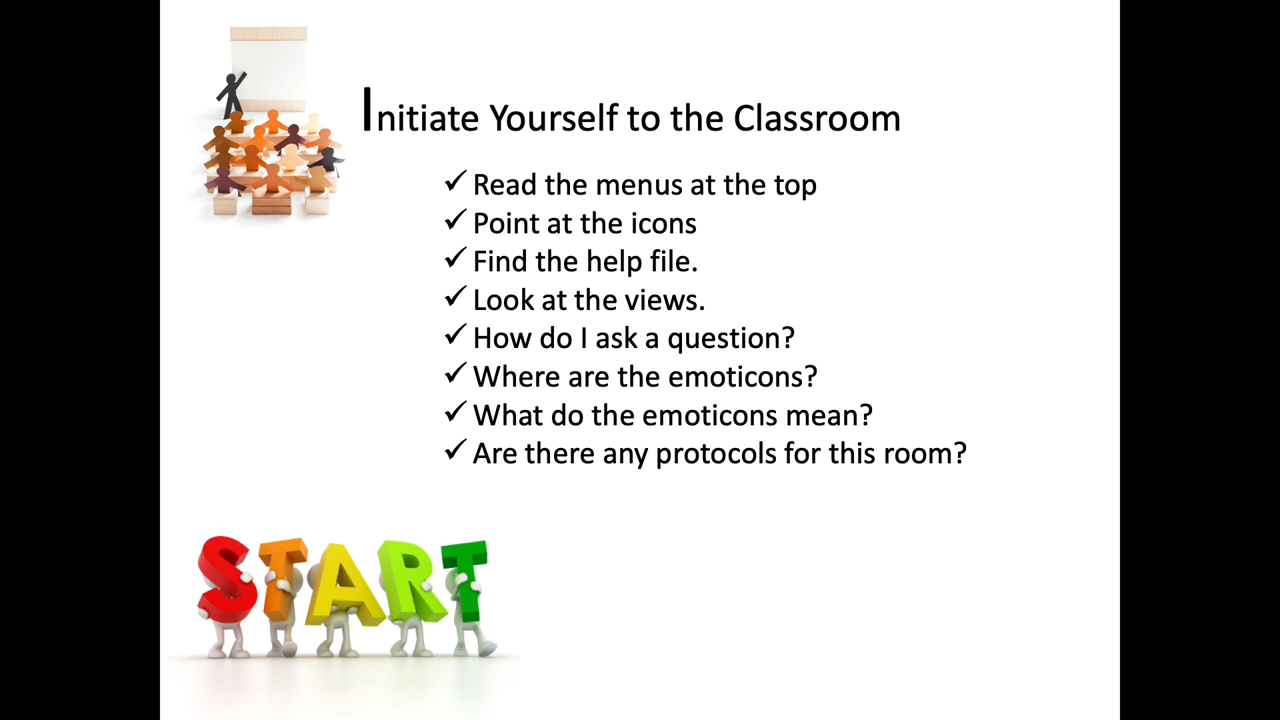 Initiate Yourself to the Classroom
✓ Read the menus at the top
✓ Point at the icons
✓ Find the help file.
✓ Look at the views.
✓ How do I ask a question?
✓ Where are the emoticons?
✓ What do the emoticons mean?
✓ Are there any protocols for this room?
START